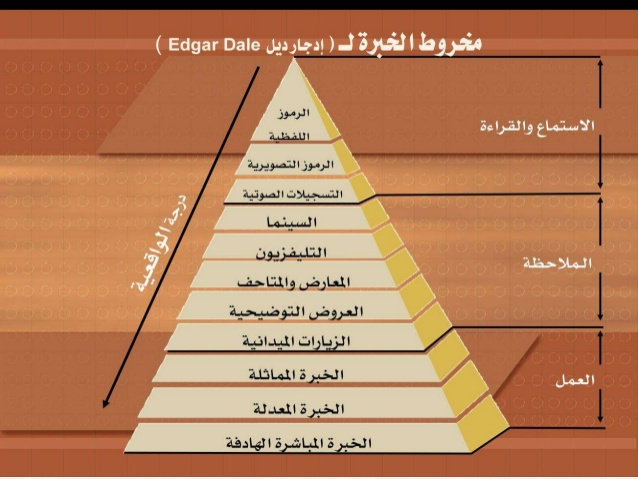 مخروط الخبرة لـ ( إدجار ديل Edgar Dale )
الرموز
اللفظية
الرموز التصويرية
التسجيلات الصوتية
السينما
التليفزيون
المعارض والمتاحف
العروض التوضيحية
الزيارات الميدانية
الخبرة المماثلة
الخبرة المعدلة
الخبرة المباشرة الهادفة
الاستماع والقراءة
الملاحظة
العمل
درجة الواقعية